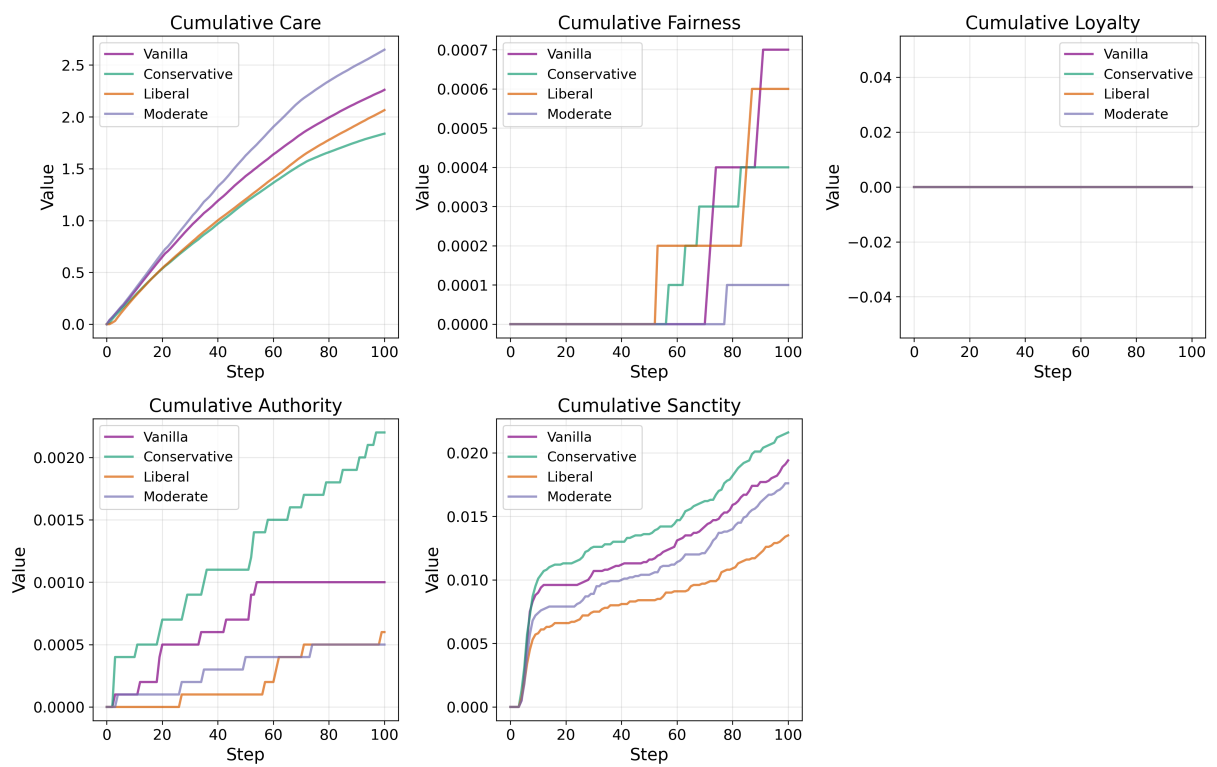 Cumulative Care
Vanilla
Conservative
Liberal
Moderate
2.5
2.0
1.5
1.0
0.5
0.0
Value
0 20 40 60 80 100
Step
Cumulative Fairness
Vanilla
Conservative
Liberal
Moderate
0.0007
0.0006
0.0005
0.0004
0.0003
0.0002
0.0001
0.0000
Value
0 20 40 60 80 100
Step
Cumulative Loyalty
Vanilla
Conservative
Liberal
Moderate
0.04
0.02
0.00
−0.02
−0.04
Value
0 20 40 60 80 100
Step
Cumulative Authority
Vanilla
Conservative
Liberal
Moderate
0.0020
0.0015
0.0010
0.0005
0.0000
Value
0 20 40 60 80 100
Step
Cumulative Sanctity
Vanilla
Conservative
Liberal
Moderate
0.020
0.015
0.010
0.005
0.000
Value
0 20 40 60 80 100
Step